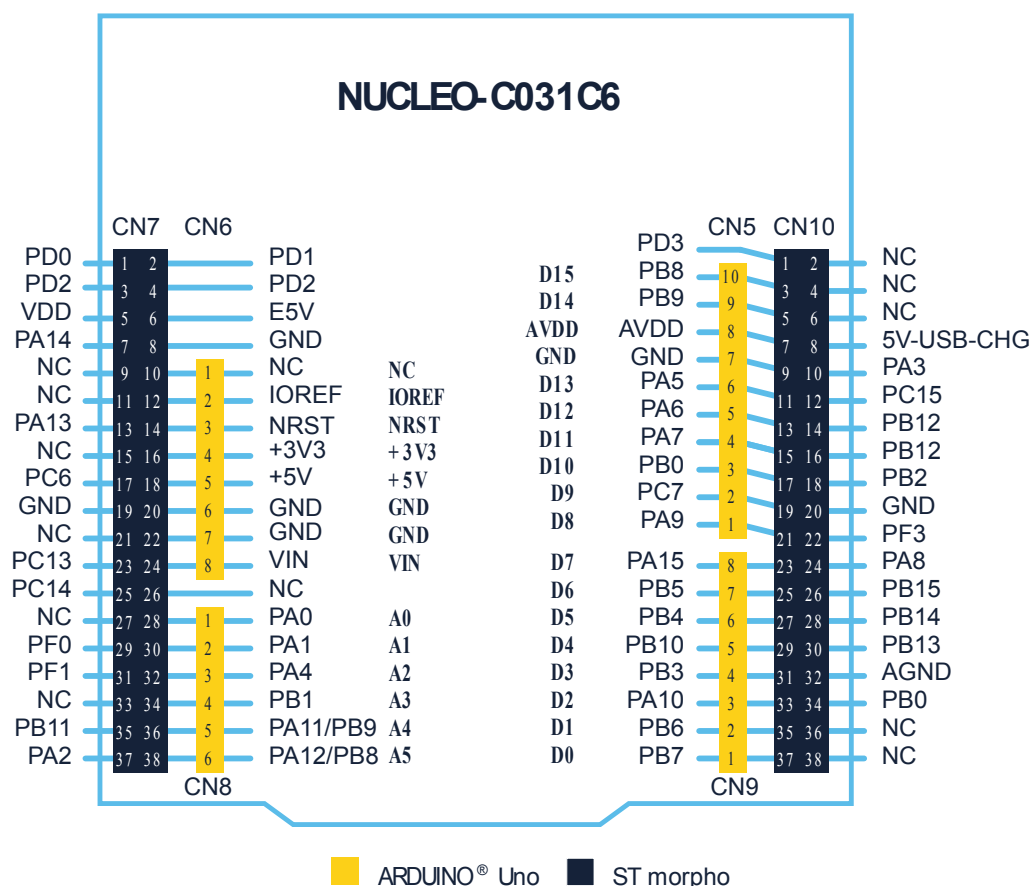 NUCLEO-C031C6
CN7 CN6 CN5 CN10
PD3
PD0 1 2 PD1 D15 PB8 10 1 2 NC
PD2 3 4 PD2 D14 PB9 9 3 4 NC
VDD 5 6 E5V AVDD AVDD 8 5 6 NC
PA14 7 8 GND GND GND 7 7 8 5V-USB-CHG
NC 9 10 1 NC NC D13 PA5 6 9 10 PA3
NC 11 12 2 IOREF IOREF D12 PA6 5 11 12 PC15
PA13 13 14 3 NRST NRST D11 PA7 4 13 14 PB12
NC 15 16 4 +3V3 +3V3 D10 PB0 3 15 16 PB12
PC6 17 18 5 +5V +5V D9 PC7 2 17 18 PB2
GND 19 20 6 GND GND D8 PA9 1 19 20 GND
NC 21 22 7 GND GND 21 22 PF3
PC13 23 24 8 VIN VIN D7 PA15 8 23 24 PA8
PC14 25 26 NC D6 PB5 7 25 26 PB15
NC 27 28 1 PA0 A0 D5 PB4 6 27 28 PB14
PF0 29 30 2 PA1 A1 D4 PB10 5 29 30 PB13
PF1 31 32 3 PA4 A2 D3 PB3 4 31 32 AGND
NC 33 34 4 PB1 A3 D2 PA10 3 33 34 PB0
PB11 35 36 5 PA11/PB9 A4 D1 PB6 2 35 36 NC
PA2 37 38 6 PA12/PB8 A5 D0 PB7 1 37 38 NC
CN8 CN9
ARDUINO® Uno ST morpho